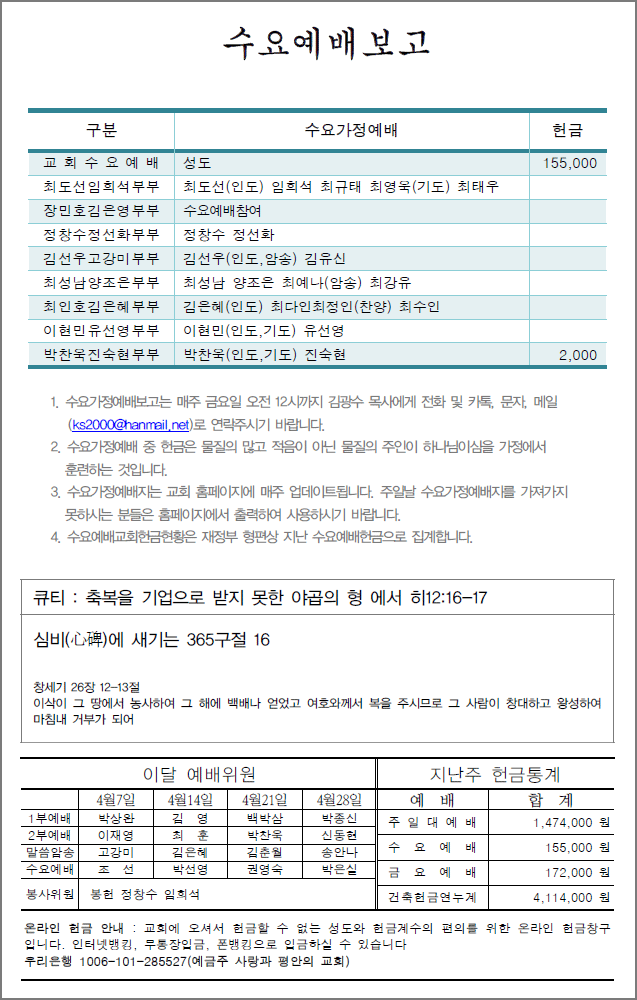 수요예배보고
구분 수요가정예배 헌금
교 회 수 요 예 배 성도 155,000
최도선임희석부부 최도선(인도) 임희석 최규태 최영욱(기도) 최태우
장민호김은영부부 수요예배참여
정창수정선화부부 정창수 정선화
김선우고강미부부 김선우(인도,암송) 김유신
최성남양조은부부 최성남 양조은 최예나(암송) 최강유
최인호김은혜부부 김은혜(인도) 최다인최정인(찬양) 최수인
이현민유선영부부 이현민(인도,기도) 유선영
박찬욱진숙현부부 박찬욱(인도,기도) 진숙현 2,000
1. 수요가정예배보고는 매주 금요일 오전 12시까지 김광수 목사에게 전화 및 카톡, 문자, 메일
(ks2000@hanmail.net)로 연락주시기 바랍니다.
2. 수요가정예배 중 헌금은 물질의 많고 적음이 아닌 물질의 주인이 하나님이심을 가정에서
훈련하는 것입니다.
3. 수요가정예배지는 교회 홈페이지에 매주 업데이트됩니다. 주일날 수요가정예배지를 가져가지
못하시는 분들은 홈페이지에서 출력하여 사용하시기 바랍니다.
4. 수요예배교회헌금현황은 재정부 형편상 지난 수요예배헌금으로 집계합니다.
큐티 : 축복을 기업으로 받지 못한 야곱의 형 에서 히12:16-17
심비(心碑)에 새기는 365구절 16
창세기 26장 12-13절
이삭이 그 땅에서 농사하여 그 해에 백배나 얻었고 여호와께서 복을 주시므로 그 사람이 창대하고 왕성하여
마침내 거부가 되어
이달 예배위원
4월7일 4월14일 4월21일 4월28일
1부예배 박상완 김 영 백박삼 박종신
2부예배 이재영 최 훈 박찬욱 신동현
말씀암송 고강미 김은혜 김춘월 송안나
수요예배 조 선 박선영 권영숙 박은실
봉사위원 봉헌 정창수 임희석
지난주 헌금통계
예 배 합 계
주 일 대 예 배 1,474,000 원
수 요 예 배 155,000 원
금 요 예 배 172,000 원
건축헌금연누계 4,114,000 원
온라인 헌금 안내 : 교회에 오셔서 헌금할 수 없는 성도와 헌금계수의 편의를 위한 온라인 헌금창구
입니다. 인터넷뱅킹, 무통장입금, 폰뱅킹으로 입금하실 수 있습니다
우리은행 1006-101-285527(예금주 사랑과 평안의 교회)